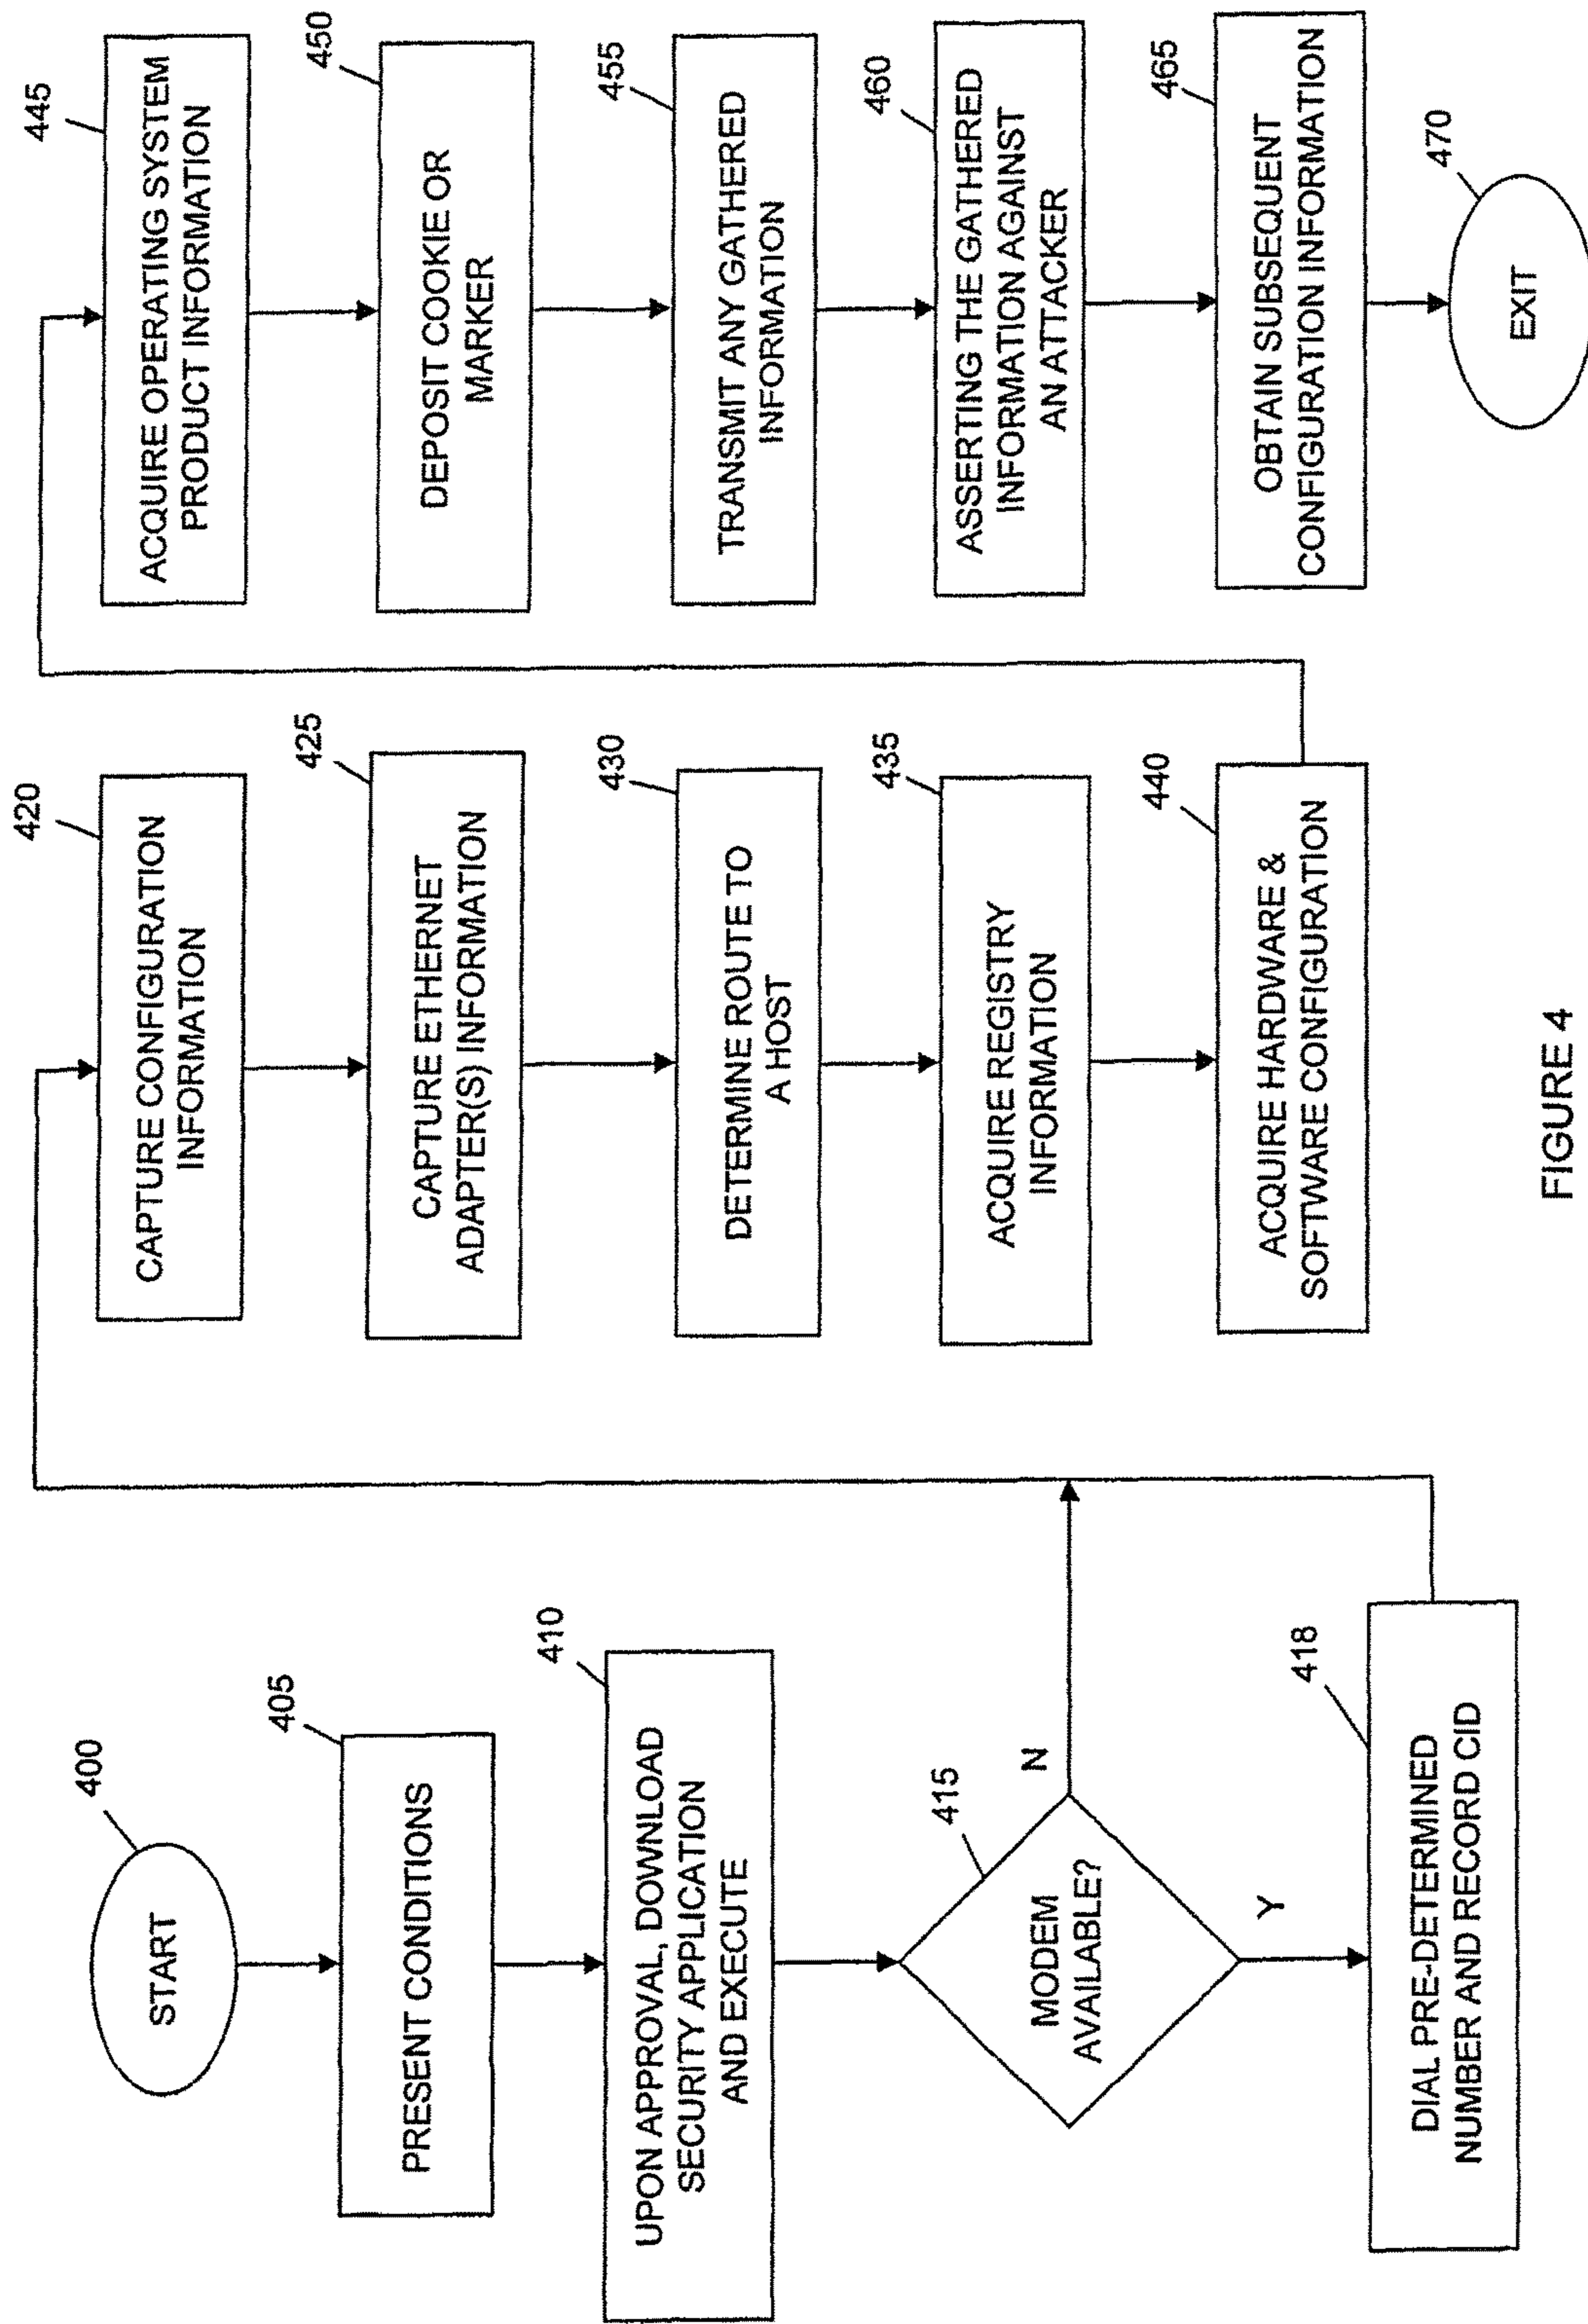 400
START
405
PRESENT CONDITIONS
410
UPON APPROVAL, DOWNLOAD
SECURITY APPLICATION
AND EXECUTE
415
MODEM
AVAILABLE?
N
Y
418
DIAL PRE-DETERMINED
NUMBER AND RECORD CID
420
CAPTURE CONFIGURATION
INFORMATION
425
CAPTURE ETHERNET
ADAPTER(S) INFORMATION
430
DETERMINE ROUTE TO
A HOST
435
ACQUIRE REGISTRY
INFORMATION
440
ACQUIRE HARDWARE &
SOFTWARE CONFIGURATION
445
ACQUIRE OPERATING SYSTEM
PRODUCT INFORMATION
450
DEPOSIT COOKIE OR
MARKER
455
TRANSMIT ANY GATHERED
INFORMATION
460
ASSERTING THE GATHERED
INFORMATION AGAINST
AN ATTACKER
465
OBTAIN SUBSEQUENT
CONFIGURATION INFORMATION
470
EXIT
FIGURE 4